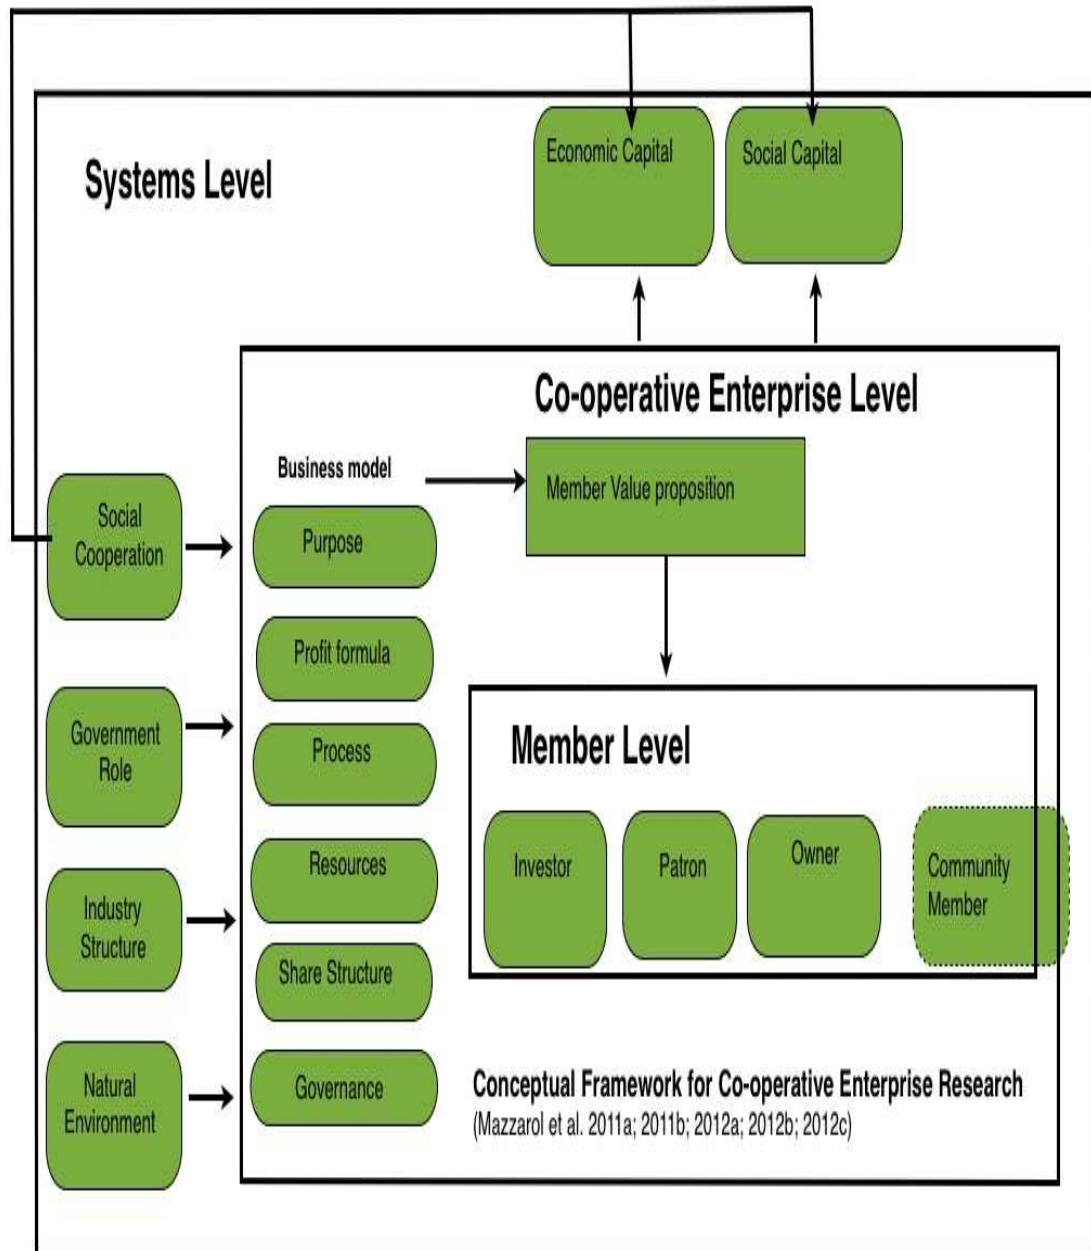 Economic Capital
Social Capital
Systems Level
Co-operative Enterprise Level
Business model
Member Value proposition
Social
Cooperation
Purpose
Profit formula
Government
Role
Process
Member Level
Resources
Investor
Patron
Owner
Community
Member
Industry
Structure
Share Structure
Natural
Environment
Governance
Conceptual Framework for Co-operative Enterprise Research
(Mazzarol et al. 2011a; 2011b; 2012a; 2012b; 2012c)